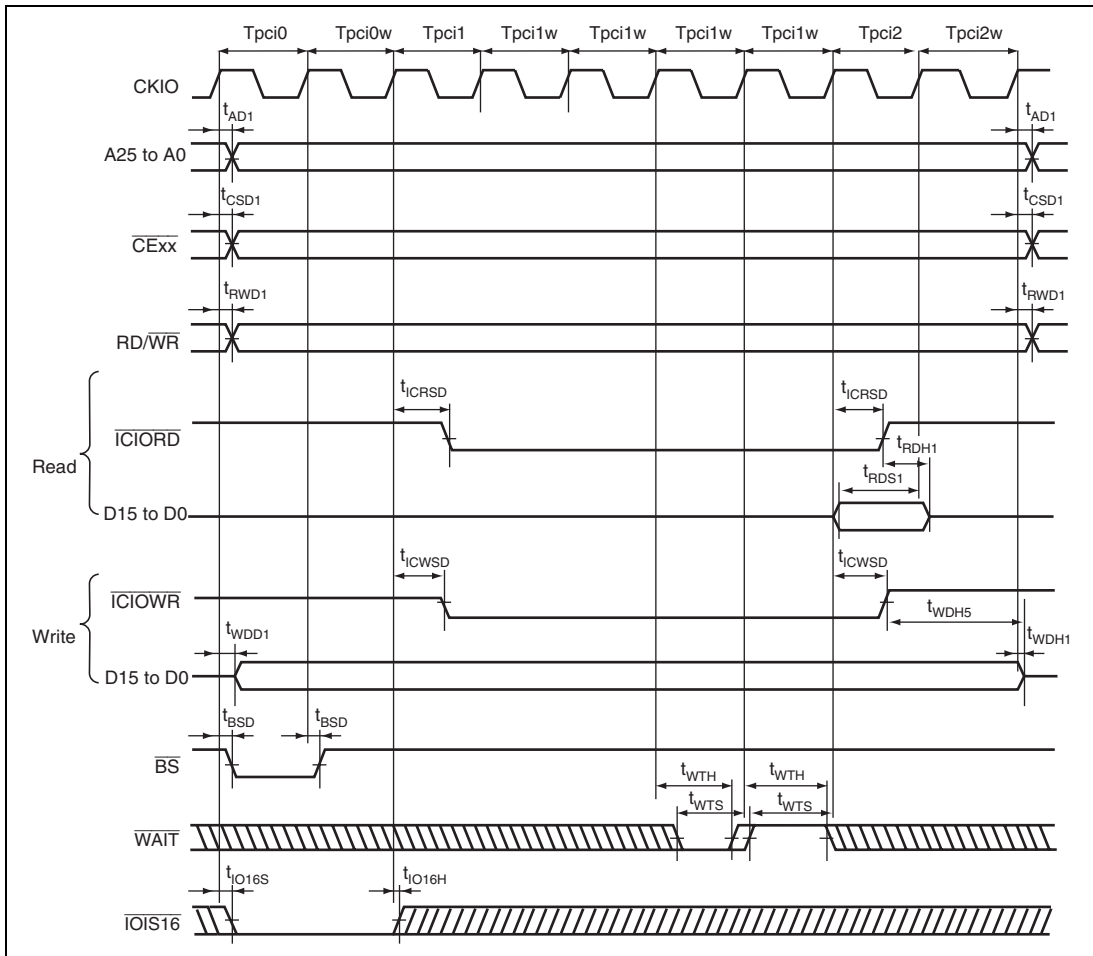 Tpci0 Tpci0w Tpci1 Tpci1w Tpci1w Tpci1w Tpci1w Tpci2 Tpci2w
CKIO
tAD1 tAD1
A25 to A0
tCSD1 tCSD1
CExx
tRWD1 tRWD1
RD/WR
tICRSD tICRSD
ICIORD
tRDH1
Read
tRDS1
D15 to D0
tICWSD tICWSD
ICIOWR
tWDH5
Write
tWDD1 tWDH1
D15 to D0
tBSD tBSD
BS
tWTH tWTH
tWTS tWTS
WAIT
tIO16S tIO16H
IOIS16